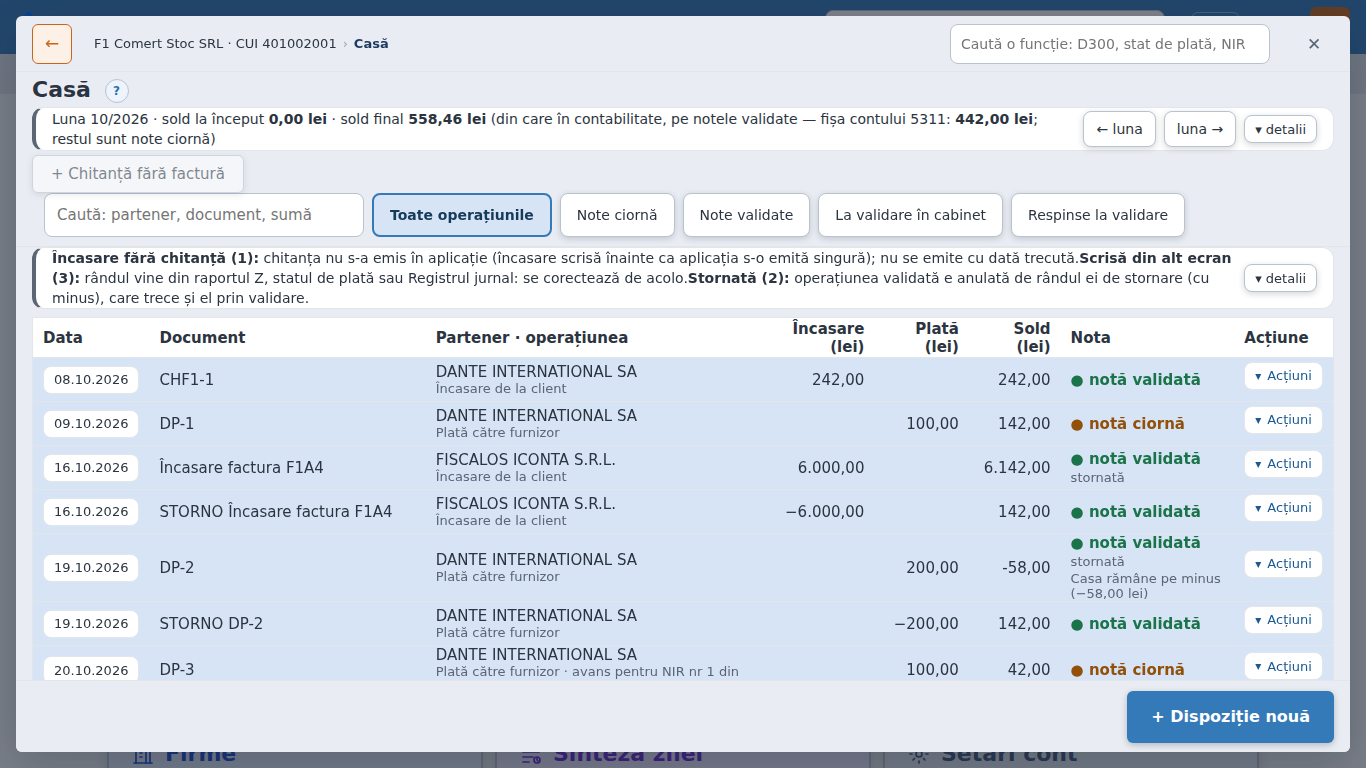 ←
F1 Comert Stoc SRL · CUI 401002001 › Casă
Caută o funcție: D300, stat de plată, NIR
✕
Casă ?
Luna 10/2026 · sold la început 0,00 lei · sold final 558,46 lei (din care în contabilitate, pe notele validate — fișa contului 5311: 442,00 lei;
restul sunt note ciornă)
← luna
luna →
▾ detalii
+ Chitanță fără factură
Caută: partener, document, sumă
Toate operațiunile
Note ciornă
Note validate
La validare în cabinet
Respinse la validare
Încasare fără chitanță (1): chitanța nu s-a emis în aplicație (încasare scrisă înainte ca aplicația s-o emită singură); nu se emite cu dată trecută.Scrisă din alt ecran
(3): rândul vine din raportul Z, statul de plată sau Registrul jurnal: se corectează de acolo.Stornată (2): operațiunea validată e anulată de rândul ei de stornare (cu
minus), care trece și el prin validare.
▾ detalii
Data Document Partener · operațiunea Încasare (lei) Plată (lei) Sold (lei) Nota Acțiune
08.10.2026 CHF1-1 DANTE INTERNATIONAL SA 242,00 242,00 ● notă validată ▾ Acțiuni
Încasare de la client
09.10.2026 DP-1 DANTE INTERNATIONAL SA 100,00 142,00 ● notă ciornă ▾ Acțiuni
Plată către furnizor
16.10.2026 Încasare factura F1A4 FISCALOS ICONTA S.R.L. 6.000,00 6.142,00 ● notă validată ▾ Acțiuni
Încasare de la client stornată
16.10.2026 STORNO Încasare factura F1A4 FISCALOS ICONTA S.R.L. −6.000,00 142,00 ● notă validată ▾ Acțiuni
Încasare de la client
19.10.2026 DP-2 DANTE INTERNATIONAL SA 200,00 -58,00 ● notă validată ▾ Acțiuni
Plată către furnizor stornată
Casa rămâne pe minus
(−58,00 lei)
19.10.2026 STORNO DP-2 DANTE INTERNATIONAL SA −200,00 142,00 ● notă validată ▾ Acțiuni
Plată către furnizor
20.10.2026 DP-3 DANTE INTERNATIONAL SA 100,00 42,00 ● notă ciornă ▾ Acțiuni
Plată către furnizor · avans pentru NIR nr 1 din
+ Dispoziție nouă
Firme
Sinteza zilei
Setări cont